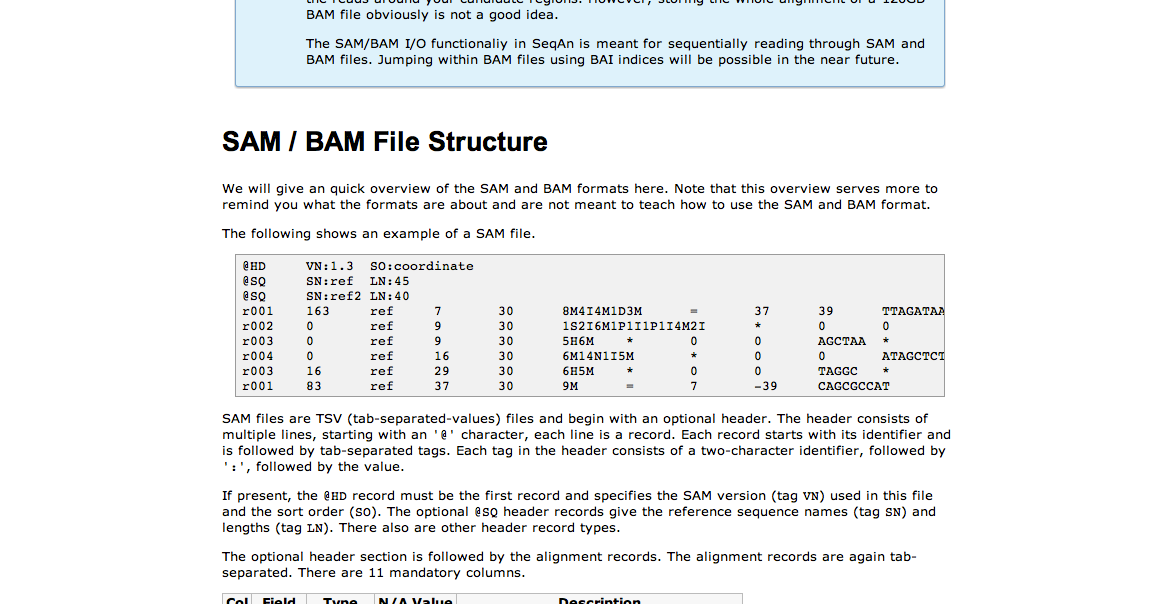 BAM file obviously is not a good idea.
The SAM/BAM I/O functionaliy in SeqAn is meant for sequentially reading through SAM and
BAM files. Jumping within BAM files using BAI indices will be possible in the near future.
SAM / BAM File Structure
We will give an quick overview of the SAM and BAM formats here. Note that this overview serves more to
remind you what the formats are about and are not meant to teach how to use the SAM and BAM format.
The following shows an example of a SAM file.
@HD VN:1.3 SO:coordinate
@SQ SN:ref LN:45
@SQ SN:ref2 LN:40
r001 163 ref 7 30 8M4I4M1D3M = 37 39 TTAGATAA
r002 0 ref 9 30 1S2I6M1P1I1P1I4M2I * 0 0
r003 0 ref 9 30 5H6M * 0 0 AGCTAA *
r004 0 ref 16 30 6M14N1I5M * 0 0 ATAGCTCT
r003 16 ref 29 30 6H5M * 0 0 TAGGC *
r001 83 ref 37 30 9M = 7 -39 CAGCGCCAT
SAM files are TSV (tab-separated-values) files and begin with an optional header. The header consists of
multiple lines, starting with an '@' character, each line is a record. Each record starts with its identifier and
is followed by tab-separated tags. Each tag in the header consists of a two-character identifier, followed by
':', followed by the value.
If present, the @HD record must be the first record and specifies the SAM version (tag VN) used in this file
and the sort order (SO). The optional @SQ header records give the reference sequence names (tag SN) and
lengths (tag LN). There also are other header record types.
The optional header section is followed by the alignment records. The alignment records are again tab-
separated. There are 11 mandatory columns.
Col Field Type N/A Value Description